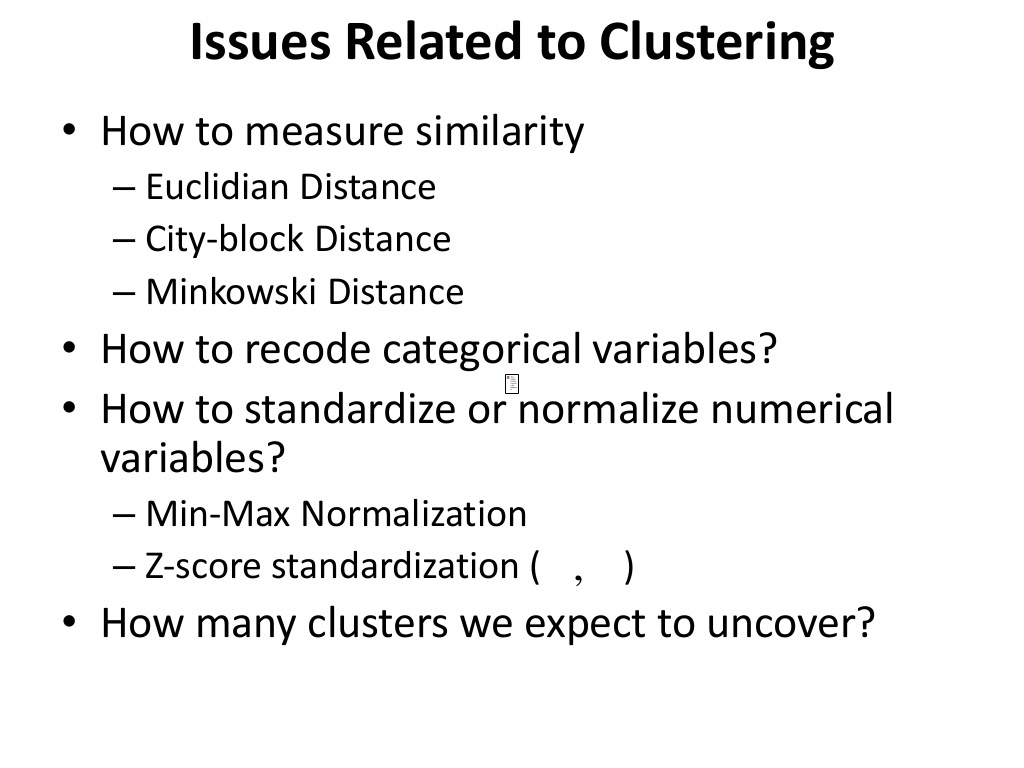 Issues Related to Clustering
• How to measure similarity
– Euclidian Distance
– City-block Distance
– Minkowski Distance
• How to recode categorical variables?
• How to standardize or normalize numerical
variables?
– Min-Max Normalization
– Z-score standardization ( , )
• How many clusters we expect to uncover?